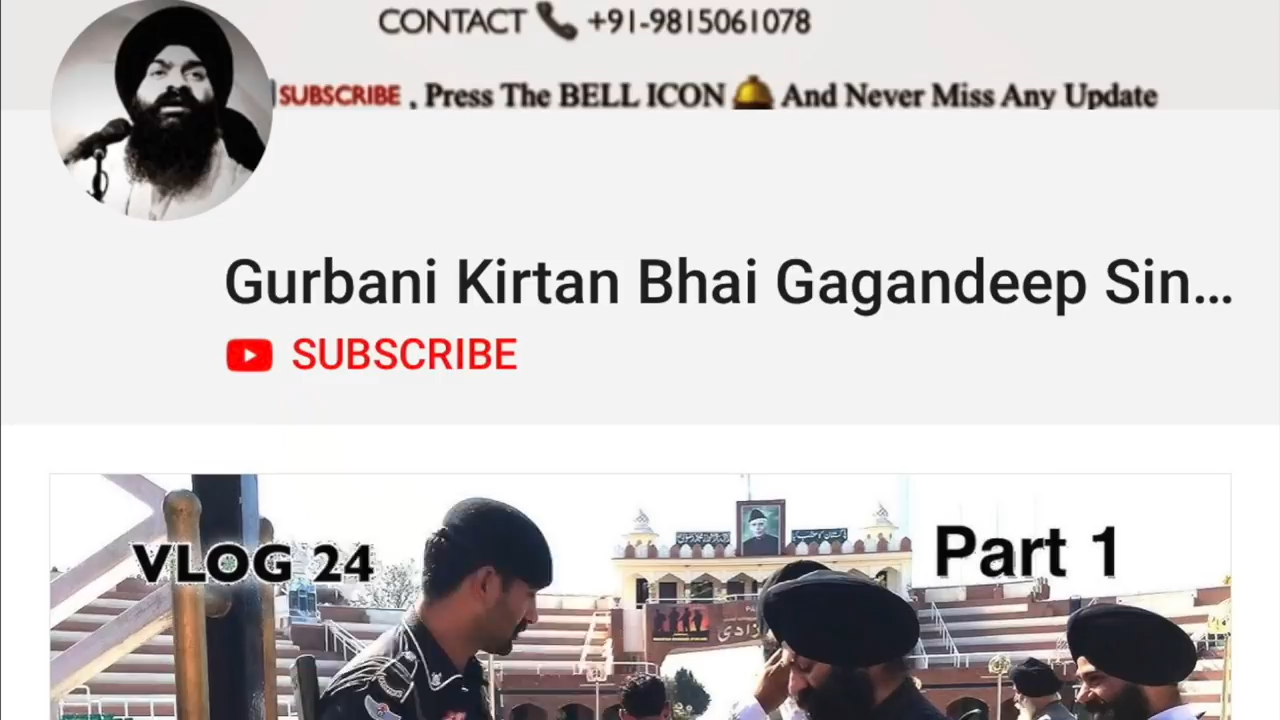 CONTACT +91-9815061078
SUBSCRIBE , Press The BELL ICON And Never Miss Any Update
Gurbani Kirtan Bhai Gagandeep Sin...
SUBSCRIBE
VLOG 24
Part 1